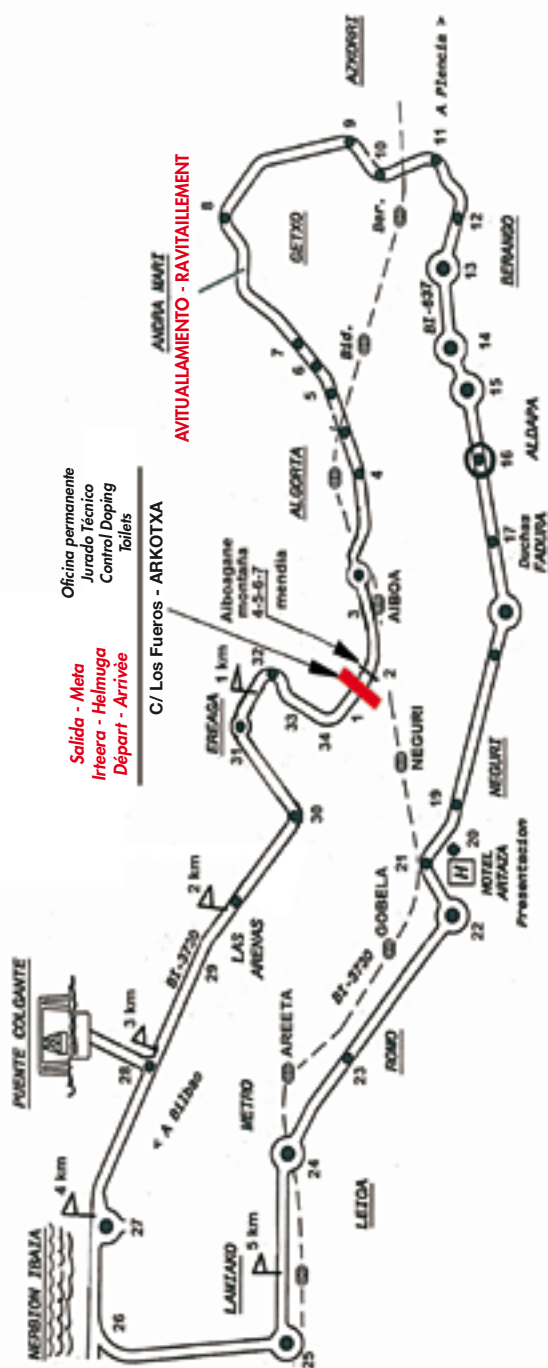 Salida - Meta
Irteera - Helmuga
Départ - Arrivèe
Oficina permanente
Jurado Técnico
Control Doping
Toilets
C/ Los Fueros - ARKOTXA
AVITUALLAMIENTO - RAVITAILLEMENT
NERBION IBAIA
PUENTE COLGANTE
EREAGA
ANDRA MARI
AZKORRI
4 km
3 km
2 km
1 km
5 km
BI-3720
A Bilbao
LAS ARENAS
Aiboagane
montaña
4-5-6-7
mendia
ALGORTA
GETXO
Bid.
Ber.
A Plencia >
AIBOA
NEGURI
GOBELA
BI-3720
AREETA
METRO
LAMIAKO
LEIOA
ROMO
HOTEL
ARTAZA
Presentacion
H
NEGURI
Duchas
FADURA
ALDAPA
BI-637
BERANGO
1
2
3
4
5
6
7
8
9
10
11
12
13
14
15
16
17
19
20
21
22
23
24
25
26
27
28
29
30
31
32
33
34